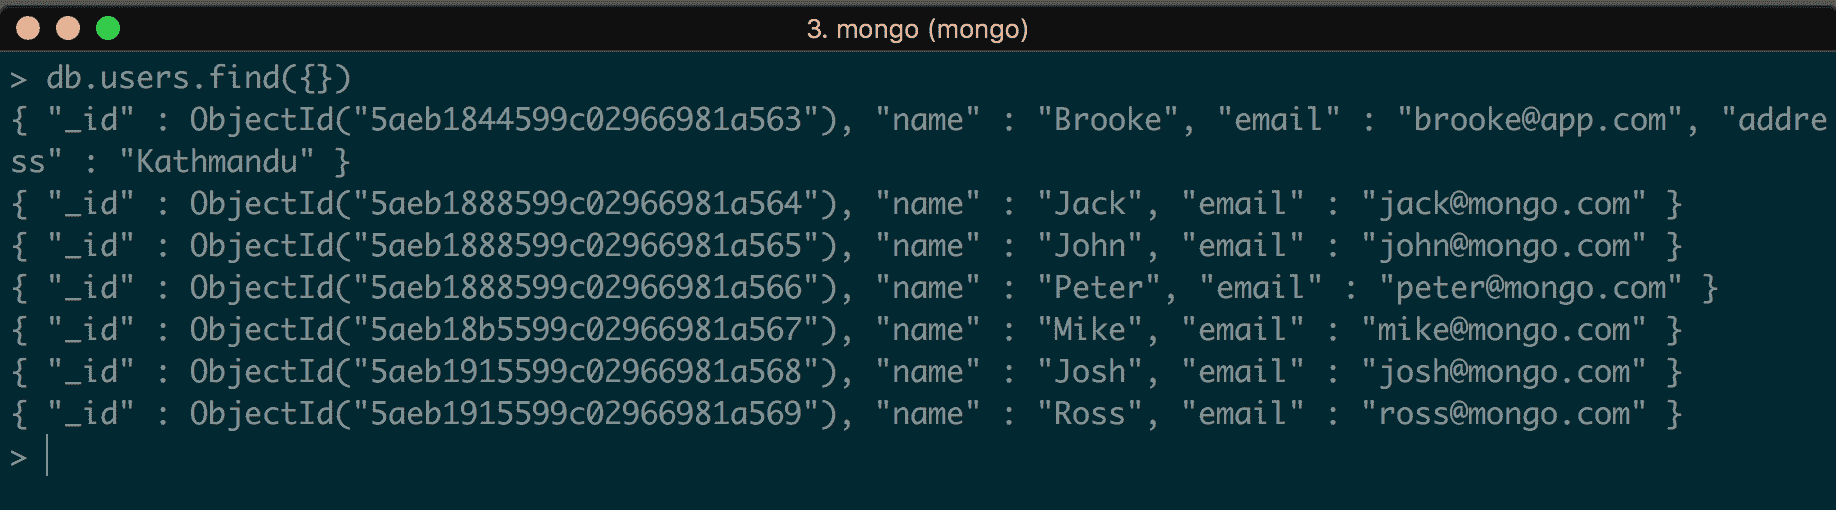 3. mongo (mongo)
> db.users.find({})
{ "_id" : ObjectId("5aeb1844599c02966981a563"), "name" : "Brooke", "email" : "brooke@app.com", "addre
ss" : "Kathmandu" }
{ "_id" : ObjectId("5aeb1888599c02966981a564"), "name" : "Jack", "email" : "jack@mongo.com" }
{ "_id" : ObjectId("5aeb1888599c02966981a565"), "name" : "John", "email" : "john@mongo.com" }
{ "_id" : ObjectId("5aeb1888599c02966981a566"), "name" : "Peter", "email" : "peter@mongo.com" }
{ "_id" : ObjectId("5aeb18b5599c02966981a567"), "name" : "Mike", "email" : "mike@mongo.com" }
{ "_id" : ObjectId("5aeb1915599c02966981a568"), "name" : "Josh", "email" : "josh@mongo.com" }
{ "_id" : ObjectId("5aeb1915599c02966981a569"), "name" : "Ross", "email" : "ross@mongo.com" }
>